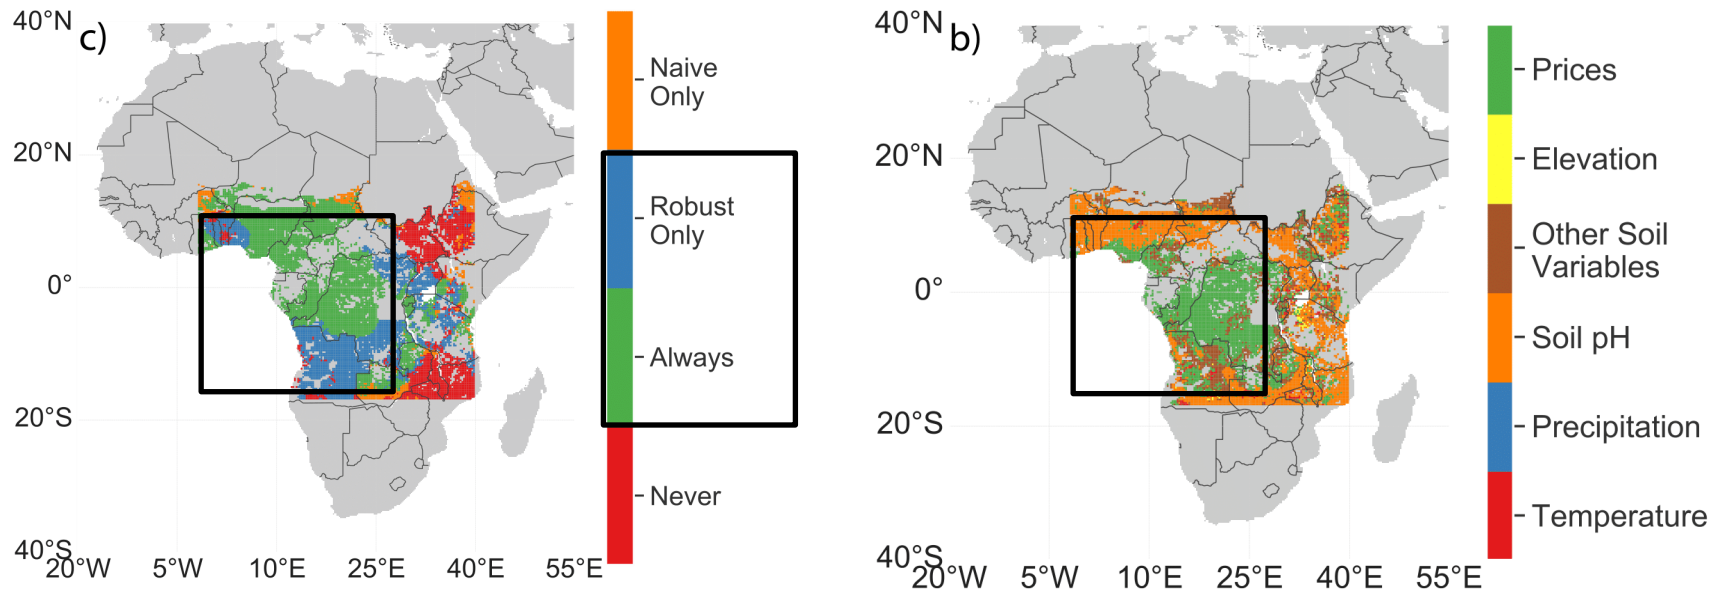 c)
40°N
20°N
0°
20°S
40°S
20°W 5°W 10°E 25°E 40°E 55°E
Naive
Only
Robust
Only
Always
Never
b)
40°N
20°N
0°
20°S
40°S
20°W 5°W 10°E 25°E 40°E 55°E
Prices
Elevation
Other Soil
Variables
Soil pH
Precipitation
Temperature